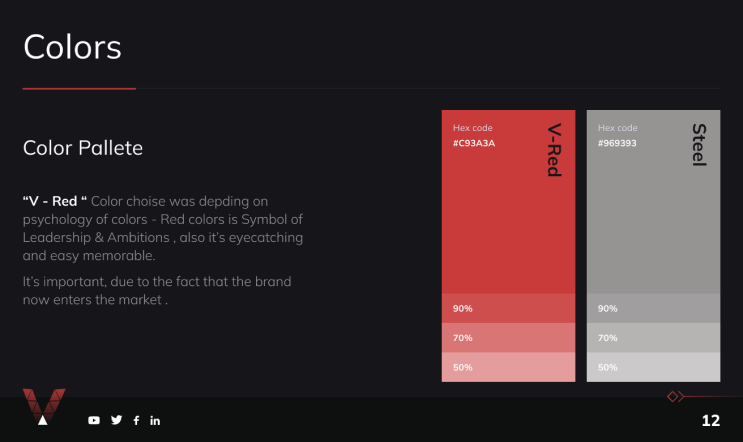 Colors
Color Pallete
“V - Red “ Color choise was depding on
psychology of colors - Red colors is Symbol of
Leadership & Ambitions , also it’s eyecatching
and easy memorable.
It’s important, due to the fact that the brand
now enters the market .
Hex code
#C93A3A
V-Red
90%
70%
50%
Hex code
#969393
Steel
90%
70%
50%
12